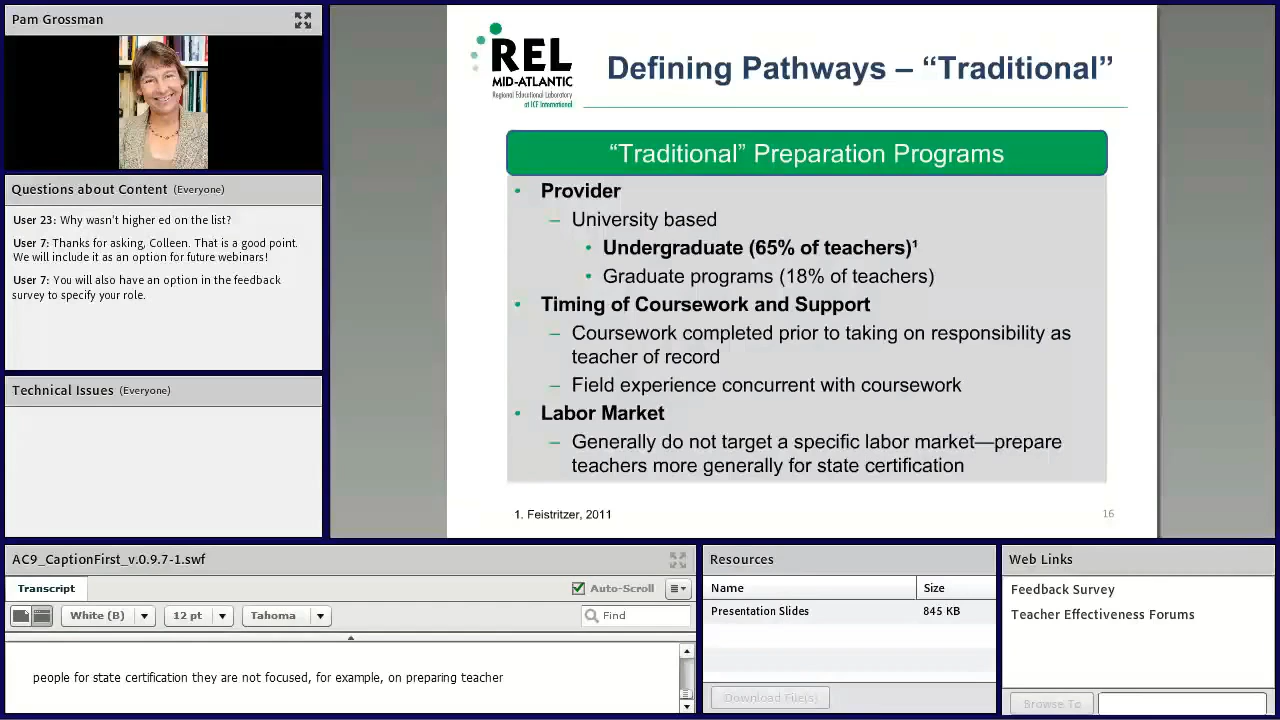 Pam Grossman
Questions about Content (Everyone)
User 23: Why wasn't higher ed on the list?
User 7: Thanks for asking, Colleen. That is a good point.
We will include it as an option for future webinars!
User 7: You will also have an option in the feedback
survey to specify your role.
Technical Issues (Everyone)
REL
MID-ATLANTIC
Regional Educational Laboratory
at ICF International
Defining Pathways – “Traditional”
“Traditional” Preparation Programs
• Provider
– University based
• Undergraduate (65% of teachers)¹
• Graduate programs (18% of teachers)
• Timing of Coursework and Support
– Coursework completed prior to taking on responsibility as
teacher of record
– Field experience concurrent with coursework
• Labor Market
– Generally do not target a specific labor market—prepare
teachers more generally for state certification
1. Feistritzer, 2011
16
AC9_CaptionFirst_v.0.9.7-1.swf
Transcript
Auto-Scroll
White (B)
12 pt
Tahoma
Find
people for state certification they are not focused, for example, on preparing teacher
Resources
Name Size
Presentation Slides 845 KB
Download File(s)
Web Links
Feedback Survey
Teacher Effectiveness Forums
Browse To